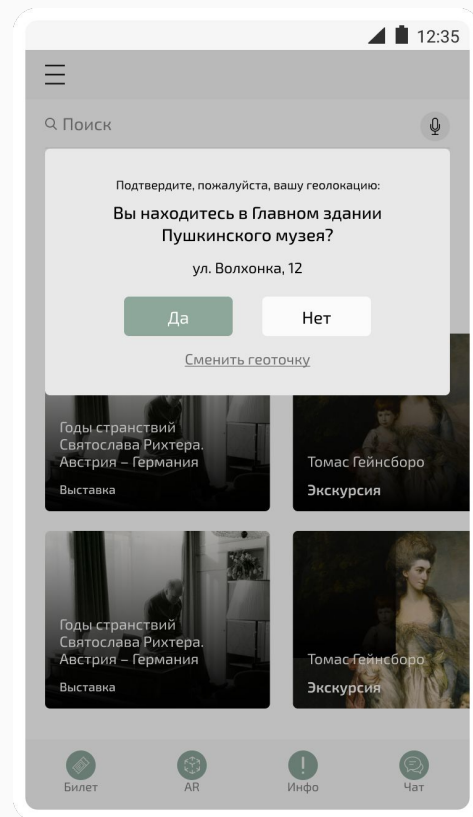 12:35
Поиск
Подтвердите, пожалуйста, вашу геолокацию:
Вы находитесь в Главном здании
Пушкинского музея?
ул. Волхонка, 12
Да
Нет
Сменить геоточку
Годы странствий
Святослава Рихтера.
Австрия – Германия
Выставка
Томас Гейнсборо
Экскурсия
Годы странствий
Святослава Рихтера.
Австрия – Германия
Выставка
Томас Гейнсборо
Экскурсия
Билет
AR
Инфо
Чат